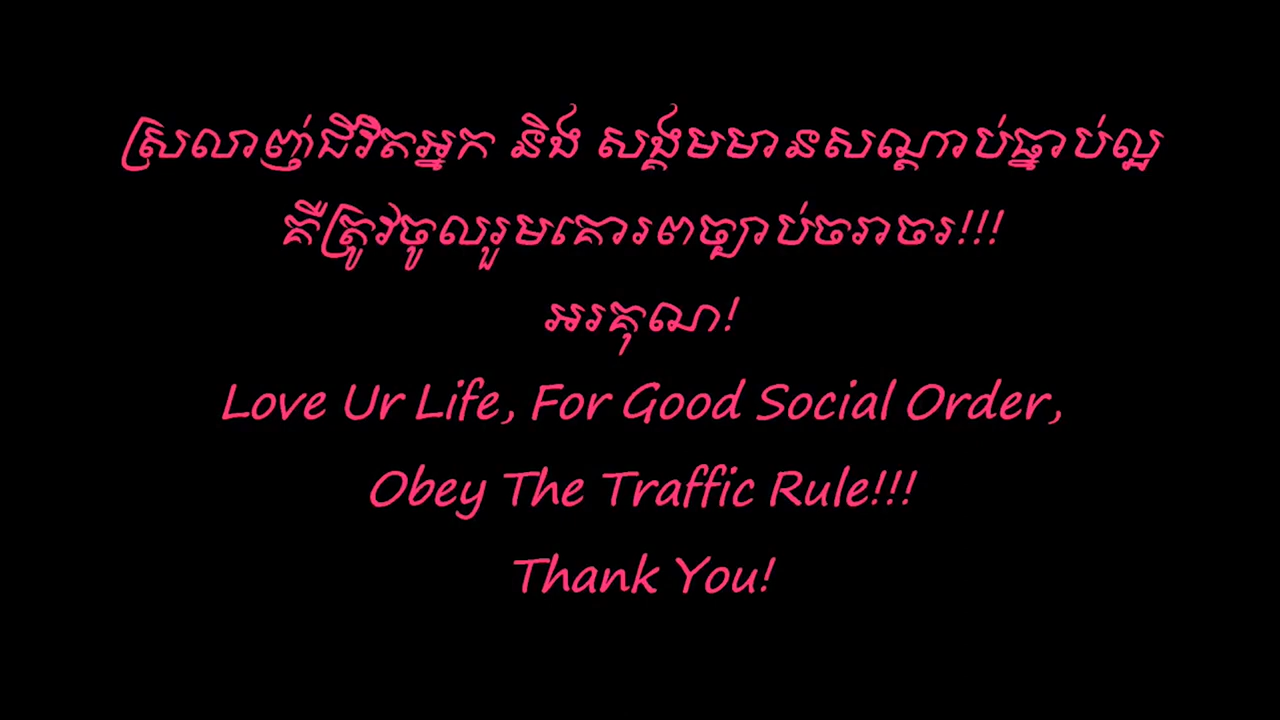 ស្រលាញ់ជីវិតអ្នក និង សង្គមមានសណ្ដាប់ធ្នាប់ល្អ
គឺត្រូវចូលរួមគោរពច្បាប់ចរាចរ!!!
អរគុណ!
Love Ur Life, For Good Social Order,
Obey The Traffic Rule!!!
Thank You!